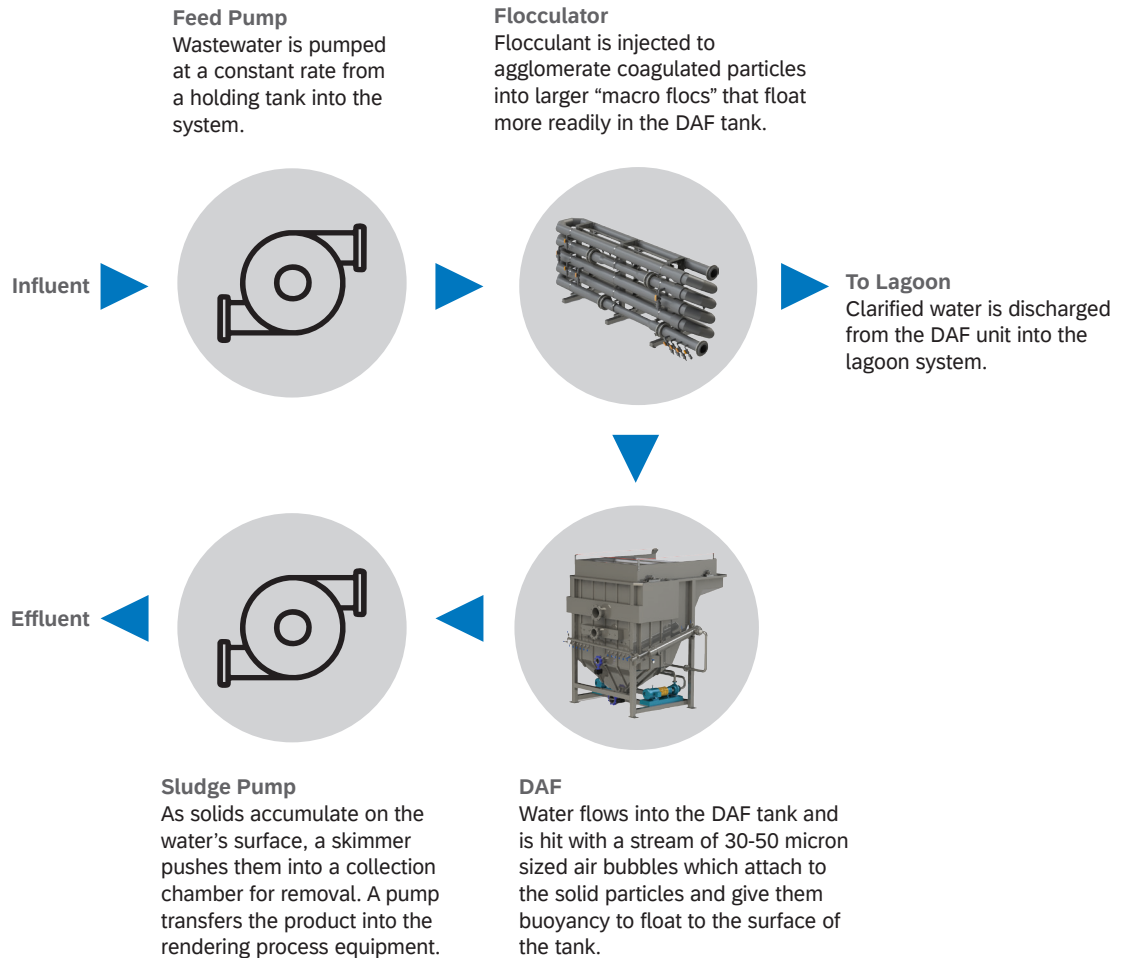 Feed Pump
Wastewater is pumped
at a constant rate from
a holding tank into the
system.
Flocculator
Flocculant is injected to
agglomerate coagulated particles
into larger “macro flocs” that float
more readily in the DAF tank.
Influent
To Lagoon
Clarified water is discharged
from the DAF unit into the
lagoon system.
Effluent
Sludge Pump
As solids accumulate on the
water’s surface, a skimmer
pushes them into a collection
chamber for removal. A pump
transfers the product into the
rendering process equipment.
DAF
Water flows into the DAF tank and
is hit with a stream of 30-50 micron
sized air bubbles which attach to
the solid particles and give them
buoyancy to float to the surface of
the tank.